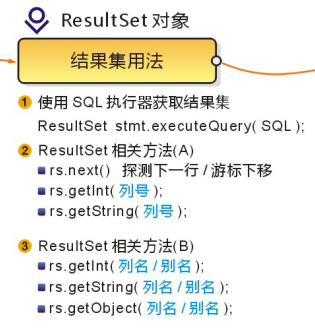 ResultSet 对象
结果集用法
1 使用 SQL 执行器获取结果集
ResultSet stmt.executeQuery( SQL );
2 ResultSet 相关方法(A)
rs.next() 探测下一行 / 游标下移
rs.getInt( 列号 );
rs.getString( 列号 );
3 ResultSet 相关方法(B)
rs.getInt( 列名 / 别名 );
rs.getString( 列名 / 别名 );
rs.getObject( 列名 / 别名 );